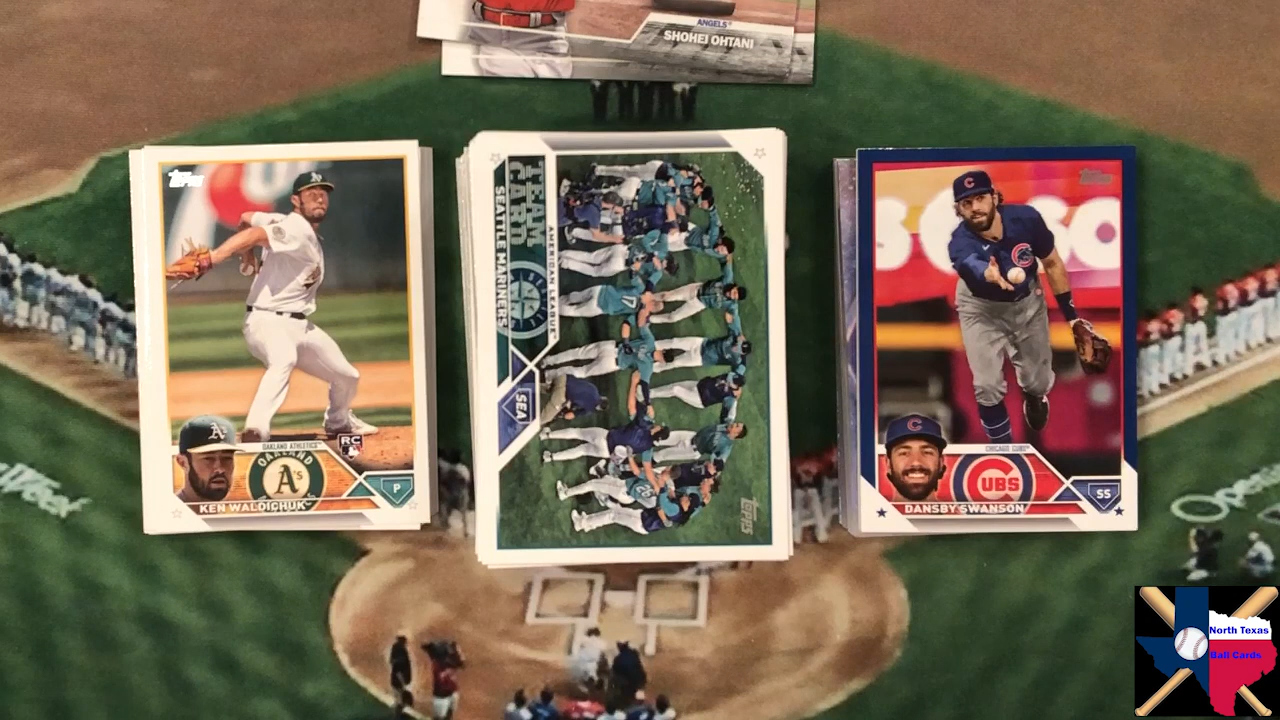 ANGELS
SHOHEI OHTANI
Topps
OAKLAND ATHLETICS
RC
OAKLAND
A's
P
KEN WALDICHUK
TEAM CARD
SEATTLE MARINERS
AMERICAN LEAGUE
SEA
17
Topps
Topps
C
C
C
CHICAGO CUBS
CUBS
SS
DANSBY SWANSON
North Texas
Ball Cards